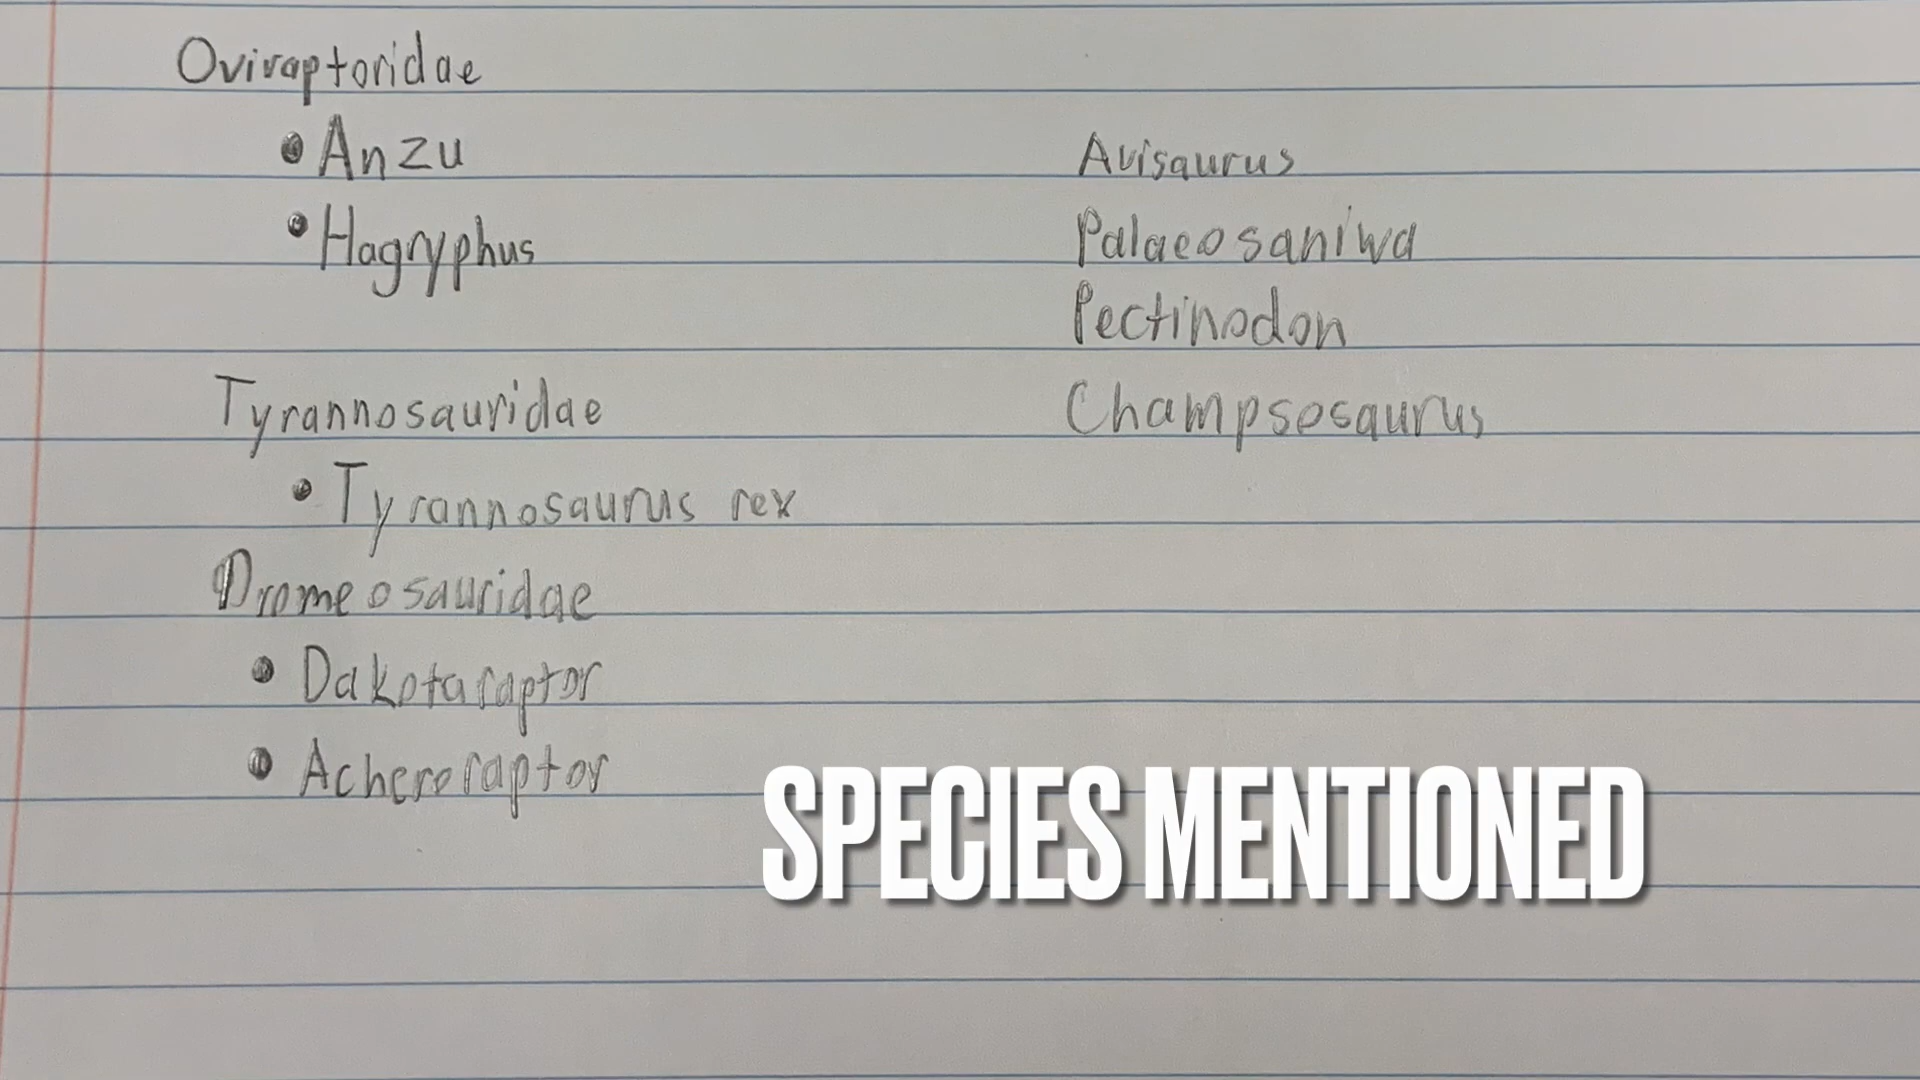 Oviraptoridae
• Anzu
• Hagryphus
Tyrannosauridae
• Tyrannosaurus rex
Dromeosauridae
• Dakotaraptor
• Acheroraptor
Avisaurus
Palaeosaniwa
Pectinodon
Champsosaurus
SPECIES MENTIONED